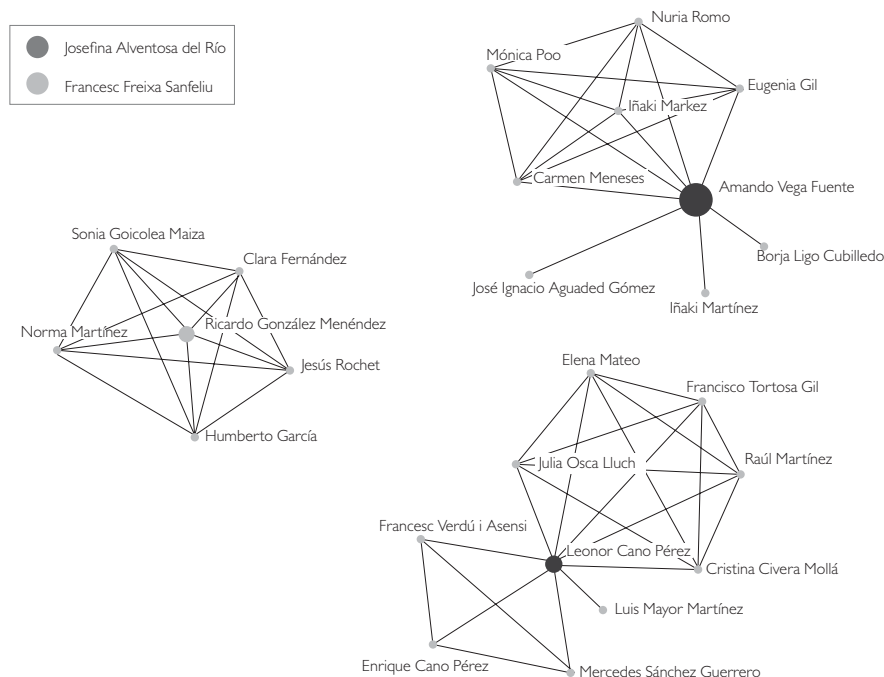 Josefina Alventosa del Río
Francesc Freixa Sanfeliu
Nuria Romo
Mónica Poo
Eugenia Gil
Iñaki Markez
Carmen Meneses
Amando Vega Fuente
Borja Ligo Cubilledo
José Ignacio Aguaded Gómez
Iñaki Martínez
Sonia Goicolea Maiza
Clara Fernández
Ricardo González Menéndez
Norma Martínez
Jesús Rochet
Humberto García
Elena Mateo
Francisco Tortosa Gil
Julia Osca Lluch
Raúl Martínez
Francesc Verdú i Asensi
Leonor Cano Pérez
Cristina Civera Mollá
Luis Mayor Martínez
Enrique Cano Pérez
Mercedes Sánchez Guerrero